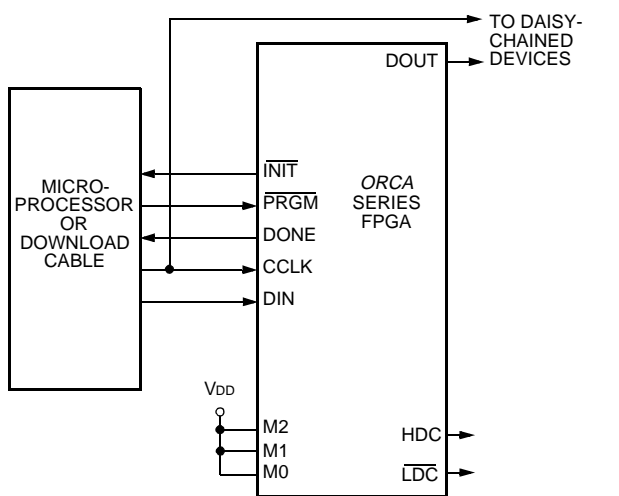 TO DAISY-
CHAINED
DEVICES
DOUT
MICRO-
PROCESSOR
OR
DOWNLOAD
CABLE
INIT
PRGM
DONE
CCLK
DIN
ORCA
SERIES
FPGA
VDD
M2
M1
M0
HDC
LDC